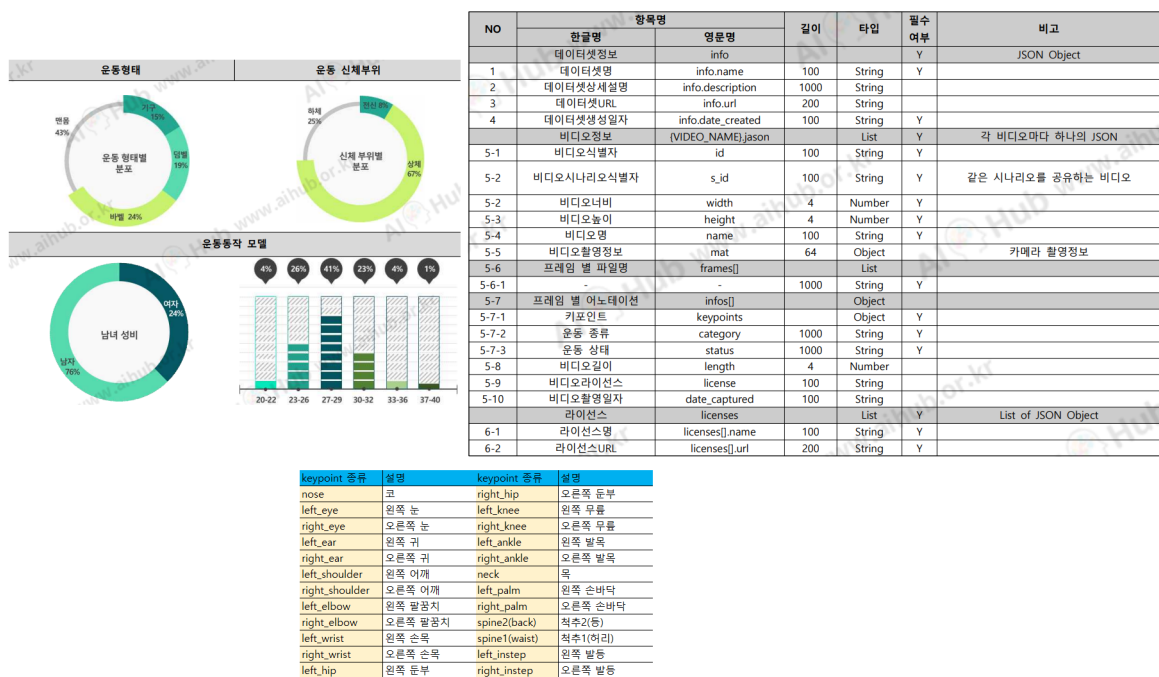 운동형태
운동 신체부위
기구
15%
맨몸
43%
덤벨
19%
바벨 24%
운동 형태별
분포
전신 8%
하체
25%
상체
67%
신체 부위별
분포
운동동작 모델
여자
24%
남자
76%
남녀 성비
4% 26% 41% 23% 4% 1%
20-22 23-26 27-29 30-32 33-36 37-40
NO 항목명 길이 타입 필수 여부 비고
한글명 영문명
데이터셋정보 info Y JSON Object
1 데이터셋명 info.name 100 String Y
2 데이터셋상세설명 info.description 1000 String
3 데이터셋URL info.url 200 String
4 데이터셋생성일자 info.date_created 100 String Y
비디오정보 {VIDEO_NAME}.jason List Y 각 비디오마다 하나의 JSON
5-1 비디오식별자 id 100 String Y
5-2 비디오시나리오식별자 s_id 100 String Y 같은 시나리오를 공유하는 비디오
5-2 비디오너비 width 4 Number Y
5-3 비디오높이 height 4 Number Y
5-4 비디오명 name 100 String Y
5-5 비디오촬영정보 mat 64 Object 카메라 촬영정보
5-6 프레임 별 파일명 frames[] List
5-6-1 - - 1000 String Y
5-7 프레임 별 어노테이션 infos[] Object
5-7-1 키포인트 keypoints Object Y
5-7-2 운동 종류 category 1000 String Y
5-7-3 운동 상태 status 1000 String Y
5-8 비디오길이 length 4 Number
5-9 비디오라이선스 license 100 String
5-10 비디오촬영일자 date_captured 100 String
라이선스 licenses List Y List of JSON Object
6-1 라이선스명 licenses[].name 100 String Y
6-2 라이선스URL licenses[].url 200 String Y
keypoint 종류 설명 keypoint 종류 설명
nose 코 right_hip 오른쪽 둔부
left_eye 왼쪽 눈 left_knee 왼쪽 무릎
right_eye 오른쪽 눈 right_knee 오른쪽 무릎
left_ear 왼쪽 귀 left_ankle 왼쪽 발목
right_ear 오른쪽 귀 right_ankle 오른쪽 발목
left_shoulder 왼쪽 어깨 neck 목
right_shoulder 오른쪽 어깨 left_palm 왼쪽 손바닥
left_elbow 왼쪽 팔꿈치 right_palm 오른쪽 손바닥
right_elbow 오른쪽 팔꿈치 spine2(back) 척추2(등)
left_wrist 왼쪽 손목 spine1(waist) 척추1(허리)
right_wrist 오른쪽 손목 left_instep 왼쪽 발등
left_hip 왼쪽 둔부 right_instep 오른쪽 발등
AI Hub www.aihub.or.kr